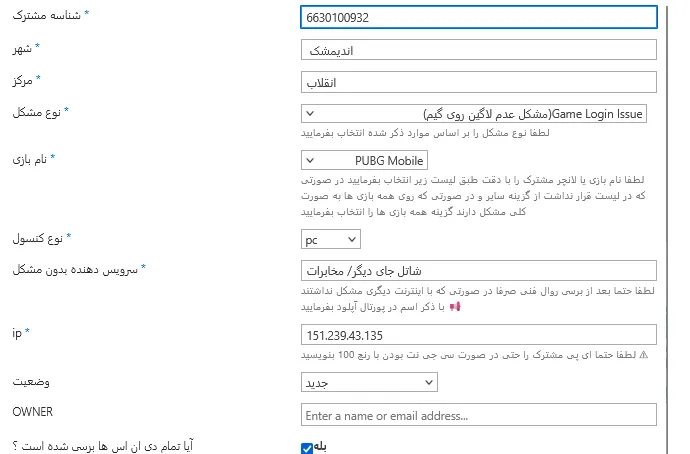 شناسه مشترک *
6630100932
شهر *
اندیمشک
مرکز *
انقلاب
نوع مشکل *
Game Login Issue(مشکل عدم لاگین روی گیم)
لطفا نوع مشکل را بر اساس موارد ذکر شده انتخاب بفرمایید
نام بازی *
PUBG Mobile
لطفا نام بازی یا لانچر مشترک را با دقت طبق لیست زیر انتخاب بفرمایید در صورتی
که در لیست قرار نداشت از گزینه سایر و در صورتی که روی همه بازی ها به صورت
کلی مشکل دارند گزینه همه بازی ها را انتخاب بفرمایید
نوع کنسول *
pc
سرویس دهنده بدون مشکل *
شاتل جای دیگر/ مخابرات
لطفا حتما بعد از برسی روال فنی صرفا در صورتی که با اینترنت دیگری مشکل نداشتند
با ذکر اسم در پورتال آپلود بفرمایید
ip *
151.239.43.135
⚠ لطفا حتما ای پی مشترک را حتی در صورت سی جی نت بودن با رنج 100 بنویسید
وضعیت
جدید
OWNER
Enter a name or email address...
آیا تمام دی ان اس ها برسی شده است ؟
بله